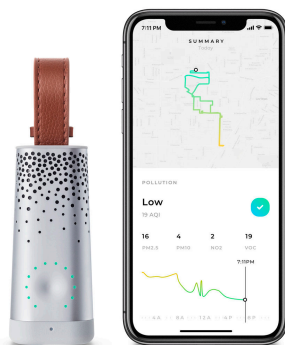 7:11 PM
SUMMARY
Today
POLLUTION
Low
19 AQI
16 4 2 19
PM2.5 PM10 NO2 VOC
7:11PM